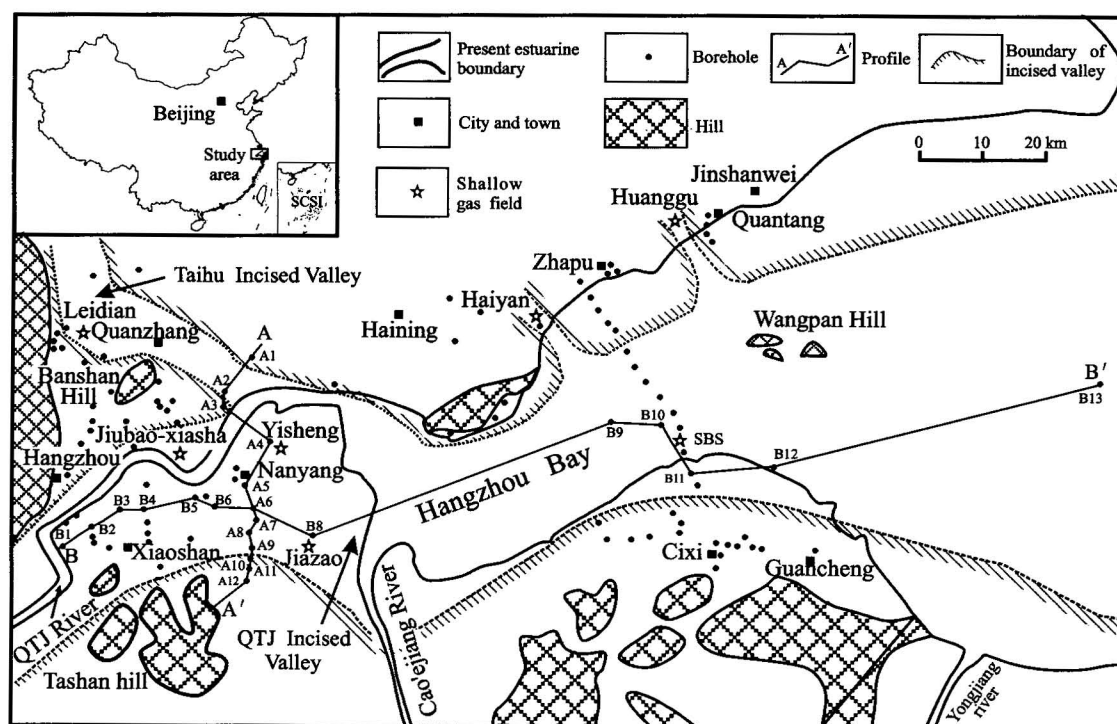 Present estuarine
boundary
Borehole
A
A′
Profile
Boundary of
incised valley
City and town
Hill
Shallow
gas field
0 10 20 km
Beijing
Study
area
SCSI
Jinshanwei
Huanggu
Quantang
Zhapu
Taihu Incised Valley
Leidian
Quanzhang
Haiyan
Haining
A
A1
A2
A3
Wangpan Hill
Banshan
Hill
B′
B13
Jiubao-xiasha
Yisheng
A4
B9
B10
SBS
Hangzhou
Nanyang
A5
Hangzhou Bay
B11
B12
B1
B
B2
B3
B4
B5
B6
A6
A7
B8
A8
A9
A10
A11
A12
A′
Xiaoshan
Jiazao
Cixi
Guancheng
QTJ River
QTJ Incised
Valley
Tashan hill
Cao'ejiang River
Yongjiang
river